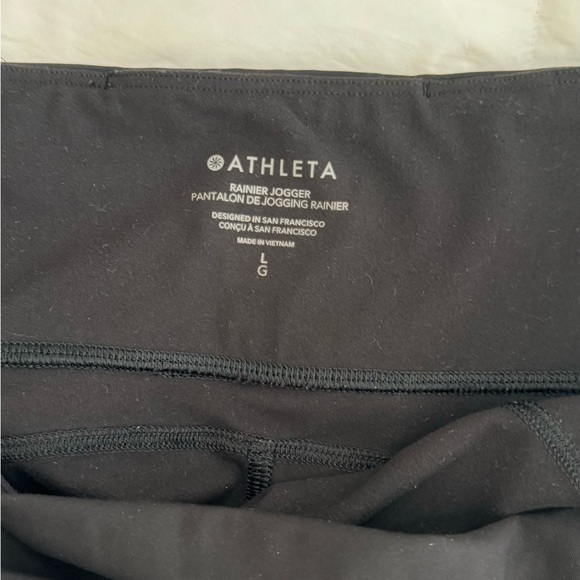 ATHLETA
RAINIER JOGGER
PANTALON DE JOGGING RAINIER
DESIGNED IN SAN FRANCISCO
CONÇU À SAN FRANCISCO
MADE IN VIETNAM
L
G